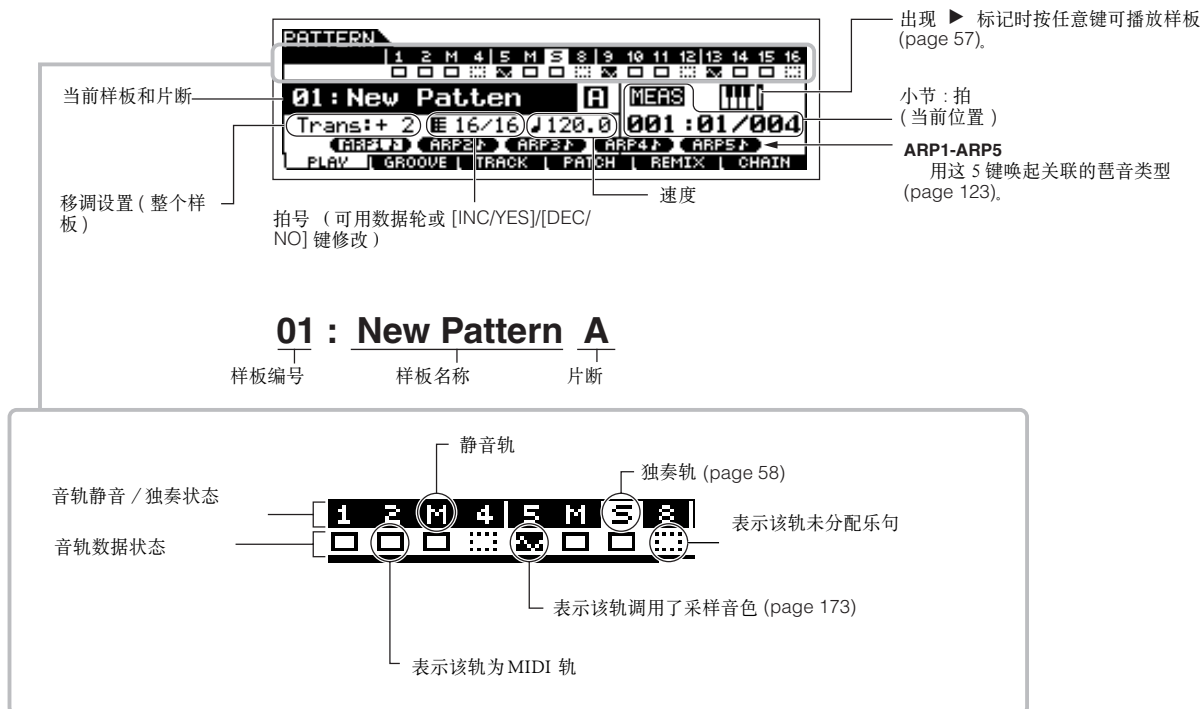 PATTERN
1 2 M 4 5 M S 8 9 10 11 12 13 14 15 16
01:New Patten A MEAS
Trans:+ 2 16/16 ♩120.0 001:01/004
ARP1♪ ARP2♪ ARP3♪ ARP4♪ ARP5♪
PLAY GROOVE TRACK PATCH REMIX CHAIN
出现 ▶ 标记时按任意键可播放样板
(page 57)。
当前样板和片断
小节 : 拍
( 当前位置 )
ARP1-ARP5
用这 5 键唤起关联的琶音类型
(page 123)。
移调设置 ( 整个样
板 )
拍号 ( 可用数据轮或 [INC/YES]/[DEC/
NO] 键修改 )
速度
01 : New Pattern A
样板编号 样板名称 片断
静音轨
独奏轨 (page 58)
音轨静音 / 独奏状态
1 2 M 4 5 M S 8
表示该轨未分配乐句
音轨数据状态
表示该轨调用了采样音色 (page 173)
表示该轨为MIDI 轨